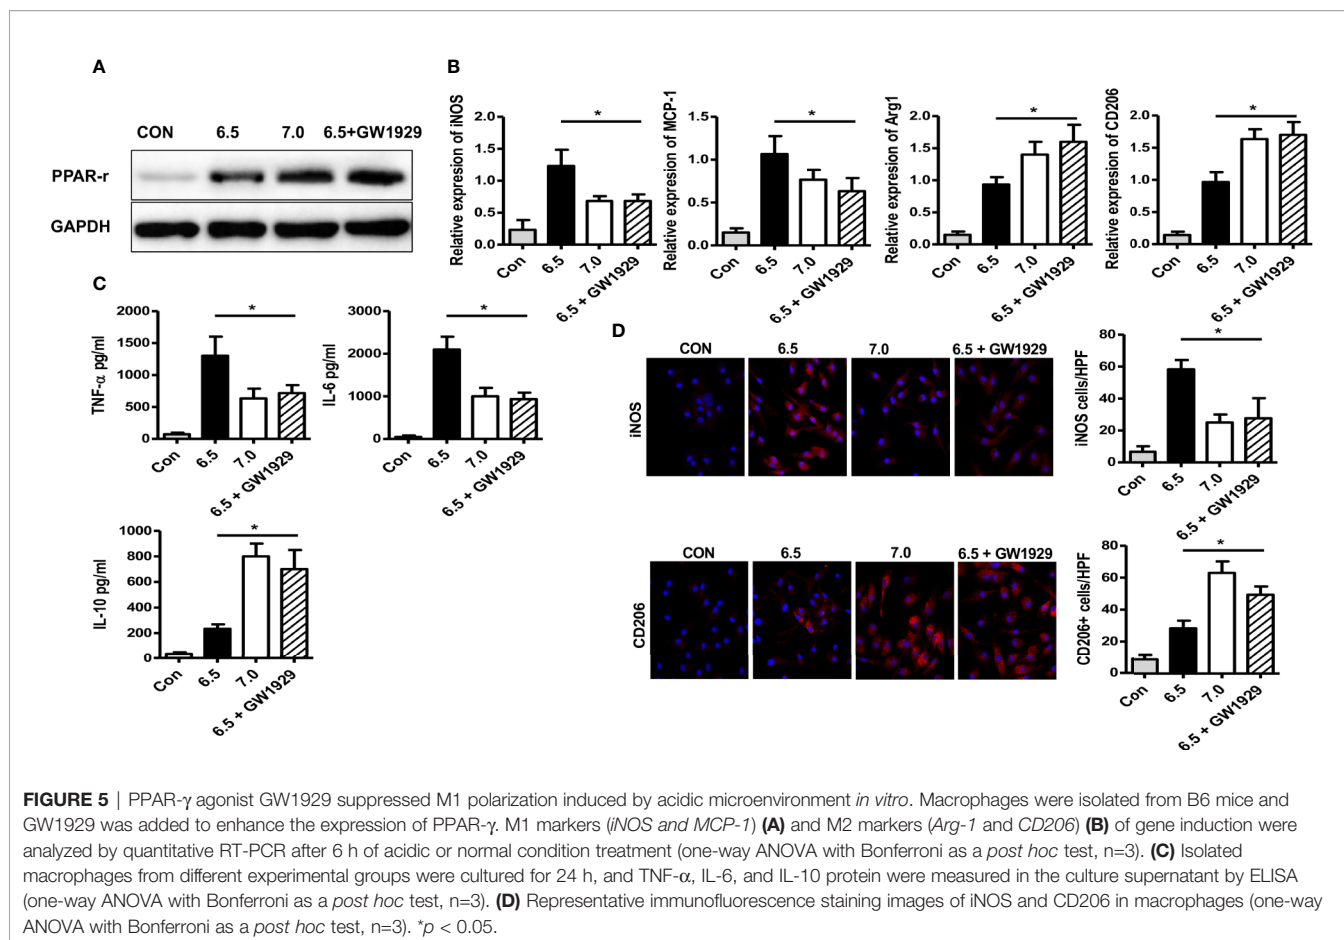 A
CON 6.5 7.0 6.5+GW1929
PPAR-r
GAPDH
B
Relative expresion of iNOS
2.0
1.5
1.0
0.5
0.0
*
Con
6.5
7.0
6.5 + GW1929
Relative expresion of MCP-1
2.0
1.5
1.0
0.5
0.0
*
Con
6.5
7.0
6.5 + GW1929
Relative expresion of Arg1
2.0
1.5
1.0
0.5
0.0
*
Con
6.5
7.0
6.5 + GW1929
Relative expresion of CD206
2.0
1.5
1.0
0.5
0.0
*
Con
6.5
7.0
6.5 + GW1929
C
TNF-α pg/ml
2000
1500
1000
500
0
*
Con
6.5
7.0
6.5 + GW1929
IL-6 pg/ml
3000
2000
1000
0
*
Con
6.5
7.0
6.5 + GW1929
IL-10 pg/ml
1000
800
600
400
200
0
*
Con
6.5
7.0
6.5 + GW1929
D
CON 6.5 7.0 6.5 + GW1929
iNOS
iNOS cells/HPF
80
60
40
20
0
*
Con
6.5
7.0
6.5 + GW1929
CON 6.5 7.0 6.5 + GW1929
CD206
CD206+ cells/HPF
80
60
40
20
0
*
Con
6.5
7.0
6.5 + GW1929
FIGURE 5 | PPAR-γ agonist GW1929 suppressed M1 polarization induced by acidic microenvironment in vitro. Macrophages were isolated from B6 mice and
GW1929 was added to enhance the expression of PPAR-γ. M1 markers (iNOS and MCP-1) (A) and M2 markers (Arg-1 and CD206) (B) of gene induction were
analyzed by quantitative RT-PCR after 6 h of acidic or normal condition treatment (one-way ANOVA with Bonferroni as a post hoc test, n=3). (C) Isolated
macrophages from different experimental groups were cultured for 24 h, and TNF-α, IL-6, and IL-10 protein were measured in the culture supernatant by ELISA
(one-way ANOVA with Bonferroni as a post hoc test, n=3). (D) Representative immunofluorescence staining images of iNOS and CD206 in macrophages (one-way
ANOVA with Bonferroni as a post hoc test, n=3). *p < 0.05.